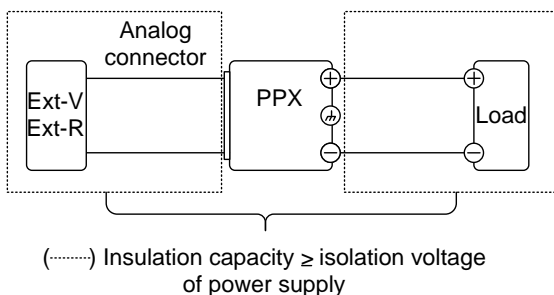 Analog
connector
Ext-V
Ext-R
PPX
+
+
Load
−
−
(········) Insulation capacity ≥ isolation voltage
of power supply